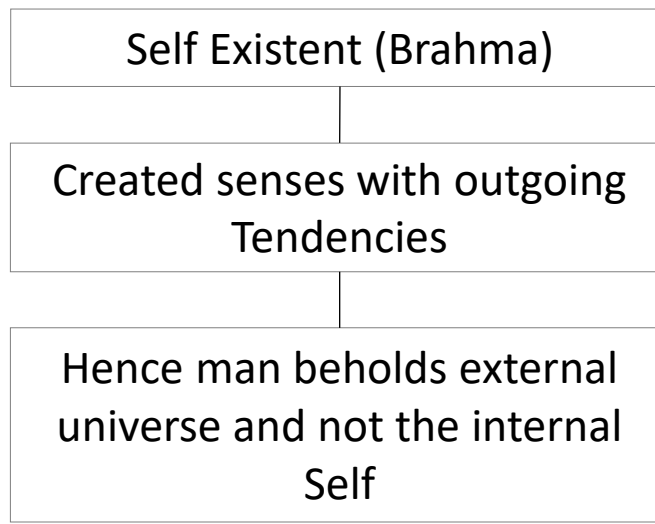 Self Existent (Brahma)
Created senses with outgoing
Tendencies
Hence man beholds external
universe and not the internal
Self